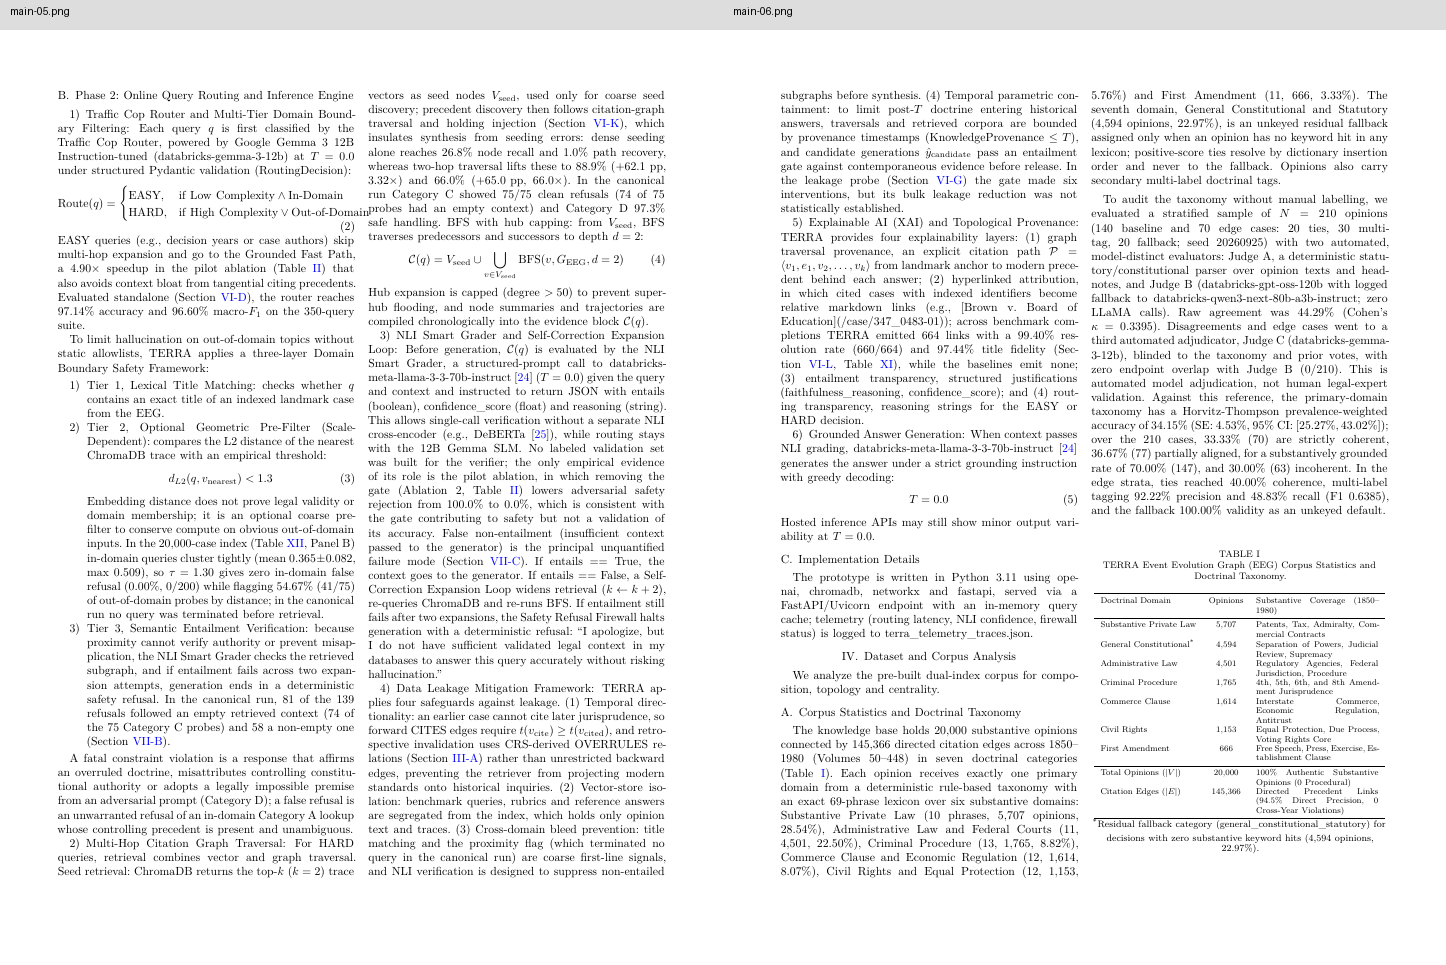 main-05.png
main-06.png
B. Phase 2: Online Query Routing and Inference Engine
1) Traffic Cop Router and Multi-Tier Domain Bound-
ary Filtering: Each query q is first classified by the
Traffic Cop Router, powered by Google Gemma 3 12B
Instruction-tuned (databricks-gemma-3-12b) at T = 0.0
under structured Pydantic validation (RoutingDecision):
Route(q) = { EASY, if Low Complexity ∧ In-Domain
HARD, if High Complexity ∨ Out-of-Domain
(2)
EASY queries (e.g., decision years or case authors) skip
multi-hop expansion and go to the Grounded Fast Path,
a 4.90× speedup in the pilot ablation (Table II) that
also avoids context bloat from tangential citing precedents.
Evaluated standalone (Section VI-D), the router reaches
97.14% accuracy and 96.60% macro-F1 on the 350-query
suite.
To limit hallucination on out-of-domain topics without
static allowlists, TERRA applies a three-layer Domain
Boundary Safety Framework:
1) Tier 1, Lexical Title Matching: checks whether q
contains an exact title of an indexed landmark case
from the EEG.
2) Tier 2, Optional Geometric Pre-Filter (Scale-
Dependent): compares the L2 distance of the nearest
ChromaDB trace with an empirical threshold:
dL2(q, vnearest) < 1.3 (3)
Embedding distance does not prove legal validity or
domain membership; it is an optional coarse pre-
filter to conserve compute on obvious out-of-domain
inputs. In the 20,000-case index (Table XII, Panel B)
in-domain queries cluster tightly (mean 0.365±0.082,
max 0.509), so τ = 1.30 gives zero in-domain false
refusal (0.00%, 0/200) while flagging 54.67% (41/75)
of out-of-domain probes by distance; in the canonical
run no query was terminated before retrieval.
3) Tier 3, Semantic Entailment Verification: because
proximity cannot verify authority or prevent misap-
plication, the NLI Smart Grader checks the retrieved
subgraph, and if entailment fails across two expan-
sion attempts, generation ends in a deterministic
safety refusal. In the canonical run, 81 of the 139
refusals followed an empty retrieved context (74 of
the 75 Category C probes) and 58 a non-empty one
(Section VII-B).
A fatal constraint violation is a response that affirms
an overruled doctrine, misattributes controlling constitu-
tional authority or adopts a legally impossible premise
from an adversarial prompt (Category D); a false refusal is
an unwarranted refusal of an in-domain Category A lookup
whose controlling precedent is present and unambiguous.
2) Multi-Hop Citation Graph Traversal: For HARD
queries, retrieval combines vector and graph traversal.
Seed retrieval: ChromaDB returns the top-k (k = 2) trace
vectors as seed nodes Vseed, used only for coarse seed
discovery; precedent discovery then follows citation-graph
traversal and holding injection (Section VI-K), which
insulates synthesis from seeding errors: dense seeding
alone reaches 26.8% node recall and 1.0% path recovery,
whereas two-hop traversal lifts these to 88.9% (+62.1 pp,
3.32×) and 66.0% (+65.0 pp, 66.0×). In the canonical
run Category C showed 75/75 clean refusals (74 of 75
probes had an empty context) and Category D 97.3%
safe handling. BFS with hub capping: from Vseed, BFS
traverses predecessors and successors to depth d = 2:
C(q) = Vseed ∪ ⋃ BFS(v, GEEG, d = 2) (4)
v∈Vseed
Hub expansion is capped (degree > 50) to prevent super-
hub flooding, and node summaries and trajectories are
compiled chronologically into the evidence block C(q).
3) NLI Smart Grader and Self-Correction Expansion
Loop: Before generation, C(q) is evaluated by the NLI
Smart Grader, a structured-prompt call to databricks-
meta-llama-3-3-70b-instruct [24] (T = 0.0) given the query
and context and instructed to return JSON with entails
(boolean), confidence_score (float) and reasoning (string).
This allows single-call verification without a separate NLI
cross-encoder (e.g., DeBERTa [25]), while routing stays
with the 12B Gemma SLM. No labeled validation set
was built for the verifier; the only empirical evidence
of its role is the pilot ablation, in which removing the
gate (Ablation 2, Table II) lowers adversarial safety
rejection from 100.0% to 0.0%, which is consistent with
the gate contributing to safety but not a validation of
its accuracy. False non-entailment (insufficient context
passed to the generator) is the principal unquantified
failure mode (Section VII-C). If entails == True, the
context goes to the generator. If entails == False, a Self-
Correction Expansion Loop widens retrieval (k ← k + 2),
re-queries ChromaDB and re-runs BFS. If entailment still
fails after two expansions, the Safety Refusal Firewall halts
generation with a deterministic refusal: “I apologize, but
I do not have sufficient validated legal context in my
databases to answer this query accurately without risking
hallucination.”
4) Data Leakage Mitigation Framework: TERRA ap-
plies four safeguards against leakage. (1) Temporal direc-
tionality: an earlier case cannot cite later jurisprudence, so
forward CITES edges require t(vcite) ≥ t(vcited), and retro-
spective invalidation uses CRS-derived OVERRULES re-
lations (Section III-A) rather than unrestricted backward
edges, preventing the retriever from projecting modern
standards onto historical inquiries. (2) Vector-store iso-
lation: benchmark queries, rubrics and reference answers
are segregated from the index, which holds only opinion
text and traces. (3) Cross-domain bleed prevention: title
matching and the proximity flag (which terminated no
query in the canonical run) are coarse first-line signals,
and NLI verification is designed to suppress non-entailed
subgraphs before synthesis. (4) Temporal parametric con-
tainment: to limit post-T doctrine entering historical
answers, traversals and retrieved corpora are bounded
by provenance timestamps (KnowledgeProvenance ≤ T),
and candidate generations ŷcandidate pass an entailment
gate against contemporaneous evidence before release. In
the leakage probe (Section VI-G) the gate made six
interventions, but its bulk leakage reduction was not
statistically established.
5) Explainable AI (XAI) and Topological Provenance:
TERRA provides four explainability layers: (1) graph
traversal provenance, an explicit citation path P =
⟨v1, e1, v2, . . . , vk⟩ from landmark anchor to modern prece-
dent behind each answer; (2) hyperlinked attribution,
in which cited cases with indexed identifiers become
relative markdown links (e.g., [Brown v. Board of
Education](/case/347_0483-01)); across benchmark com-
pletions TERRA emitted 664 links with a 99.40% res-
olution rate (660/664) and 97.44% title fidelity (Sec-
tion VI-L, Table XI), while the baselines emit none;
(3) entailment transparency, structured justifications
(faithfulness_reasoning, confidence_score); and (4) rout-
ing transparency, reasoning strings for the EASY or
HARD decision.
6) Grounded Answer Generation: When context passes
NLI grading, databricks-meta-llama-3-3-70b-instruct [24]
generates the answer under a strict grounding instruction
with greedy decoding:
T = 0.0 (5)
Hosted inference APIs may still show minor output vari-
ability at T = 0.0.
C. Implementation Details
The prototype is written in Python 3.11 using ope-
nai, chromadb, networkx and fastapi, served via a
FastAPI/Uvicorn endpoint with an in-memory query
cache; telemetry (routing latency, NLI confidence, firewall
status) is logged to terra_telemetry_traces.json.
IV. Dataset and Corpus Analysis
We analyze the pre-built dual-index corpus for compo-
sition, topology and centrality.
A. Corpus Statistics and Doctrinal Taxonomy
The knowledge base holds 20,000 substantive opinions
connected by 145,366 directed citation edges across 1850–
1980 (Volumes 50–448) in seven doctrinal categories
(Table I). Each opinion receives exactly one primary
domain from a deterministic rule-based taxonomy with
an exact 69-phrase lexicon over six substantive domains:
Substantive Private Law (10 phrases, 5,707 opinions,
28.54%), Administrative Law and Federal Courts (11,
4,501, 22.50%), Criminal Procedure (13, 1,765, 8.82%),
Commerce Clause and Economic Regulation (12, 1,614,
8.07%), Civil Rights and Equal Protection (12, 1,153,
5.76%) and First Amendment (11, 666, 3.33%). The
seventh domain, General Constitutional and Statutory
(4,594 opinions, 22.97%), is an unkeyed residual fallback
assigned only when an opinion has no keyword hit in any
lexicon; positive-score ties resolve by dictionary insertion
order and never to the fallback. Opinions also carry
secondary multi-label doctrinal tags.
To audit the taxonomy without manual labelling, we
evaluated a stratified sample of N = 210 opinions
(140 baseline and 70 edge cases: 20 ties, 30 multi-
tag, 20 fallback; seed 20260925) with two automated,
model-distinct evaluators: Judge A, a deterministic statu-
tory/constitutional parser over opinion texts and head-
notes, and Judge B (databricks-gpt-oss-120b with logged
fallback to databricks-qwen3-next-80b-a3b-instruct; zero
LLaMA calls). Raw agreement was 44.29% (Cohen’s
κ = 0.3395). Disagreements and edge cases went to a
third automated adjudicator, Judge C (databricks-gemma-
3-12b), blinded to the taxonomy and prior votes, with
zero endpoint overlap with Judge B (0/210). This is
automated model adjudication, not human legal-expert
validation. Against this reference, the primary-domain
taxonomy has a Horvitz-Thompson prevalence-weighted
accuracy of 34.15% (SE: 4.53%, 95% CI: [25.27%, 43.02%]);
over the 210 cases, 33.33% (70) are strictly coherent,
36.67% (77) partially aligned, for a substantively grounded
rate of 70.00% (147), and 30.00% (63) incoherent. In the
edge strata, ties reached 40.00% coherence, multi-label
tagging 92.22% precision and 48.83% recall (F1 0.6385),
and the fallback 100.00% validity as an unkeyed default.
TABLE I
TERRA Event Evolution Graph (EEG) Corpus Statistics and
Doctrinal Taxonomy.
Doctrinal Domain Opinions Substantive Coverage (1850–
1980)
Substantive Private Law 5,707 Patents, Tax, Admiralty, Com-
mercial Contracts
General Constitutional* 4,594 Separation of Powers, Judicial
Review, Supremacy
Administrative Law 4,501 Regulatory Agencies, Federal
Jurisdiction, Procedure
Criminal Procedure 1,765 4th, 5th, 6th, and 8th Amend-
ment Jurisprudence
Commerce Clause 1,614 Interstate Commerce,
Economic Regulation,
Antitrust
Civil Rights 1,153 Equal Protection, Due Process,
Voting Rights Core
First Amendment 666 Free Speech, Press, Exercise, Es-
tablishment Clause
Total Opinions (|V|) 20,000 100% Authentic Substantive
Opinions (0 Procedural)
Citation Edges (|E|) 145,366 Directed Precedent Links
(94.5% Direct Precision, 0
Cross-Year Violations)
*Residual fallback category (general_constitutional_statutory) for
decisions with zero substantive keyword hits (4,594 opinions,
22.97%).